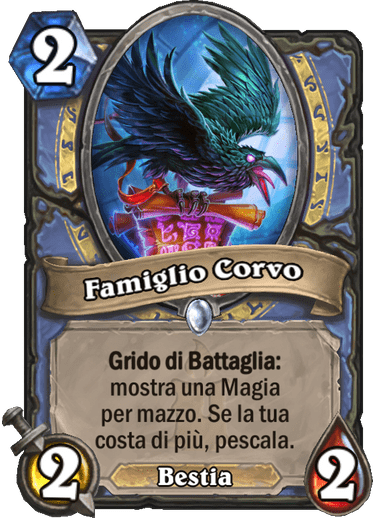 2
Famiglio Corvo
Grido di Battaglia:
mostra una Magia
per mazzo. Se la tua
costa di più, pescala.
2
Bestia
2